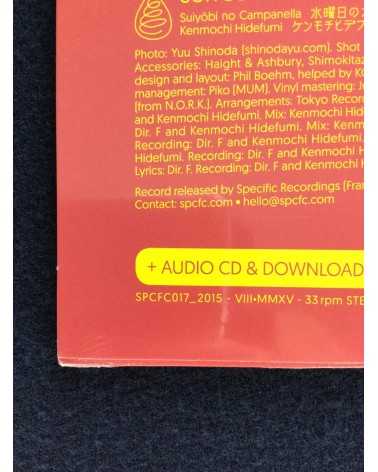 Suiyōbi no Campanella 水曜日の
Kenmochi Hidefumi ケンモチヒデフ
Photo: Yuu Shinoda [shinodayu.com]. Shot
Accessories: Haight & Ashbury, Shimokitaz
design and layout: Phil Boehm, helped by KO
management: Piko [MUM]. Vinyl mastering: J
[from N.O.R.K.]. Arrangements: Tokyo Recor
and Kenmochi Hidefumi. Mix: Kenmochi Hide
Dir. F and Kenmochi Hidefumi. Mix: Kenm
Recording: Dir. F and Kenmochi Hidefumi.
Hidefumi. Recording: Dir. F and Kenmochi H
Lyrics: Dir. F. Recording: Dir. F and Kenmochi
Record released by Specific Recordings [Fran
Contact: spcfc.com • hello@spcfc.com
+ AUDIO CD & DOWNLOAD
SPCFC017_2015 - VIII•MMXV - 33 rpm STE